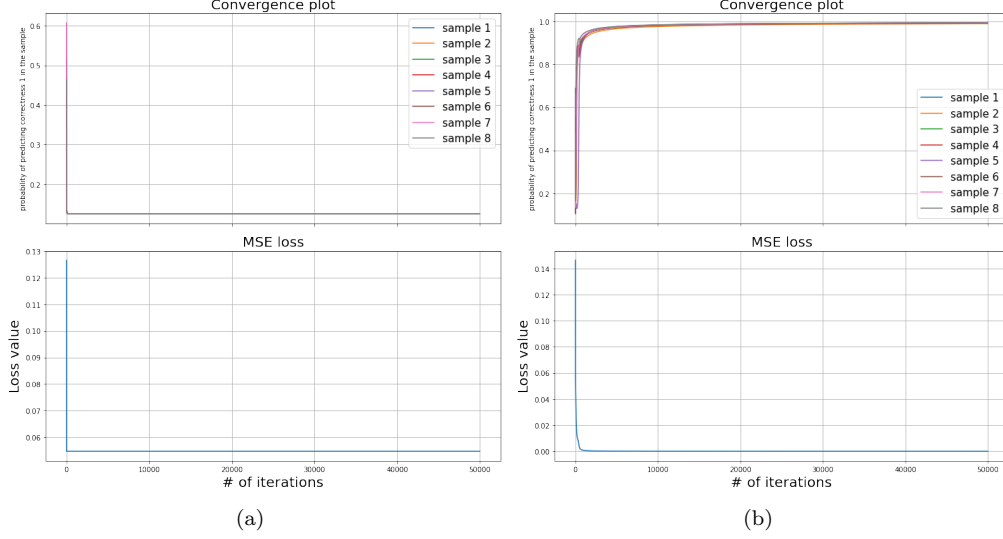 Convergence plot
probability of predicting correctness 1 in the sample
0.6
0.5
0.4
0.3
0.2
sample 1
sample 2
sample 3
sample 4
sample 5
sample 6
sample 7
sample 8
MSE loss
Loss value
0.13
0.12
0.11
0.10
0.09
0.08
0.07
0.06
0
10000
20000
30000
40000
50000
# of iterations
(a)
Convergence plot
probability of predicting correctness 1 in the sample
1.0
0.8
0.6
0.4
0.2
sample 1
sample 2
sample 3
sample 4
sample 5
sample 6
sample 7
sample 8
MSE loss
Loss value
0.14
0.12
0.10
0.08
0.06
0.04
0.02
0.00
0
10000
20000
30000
40000
50000
# of iterations
(b)